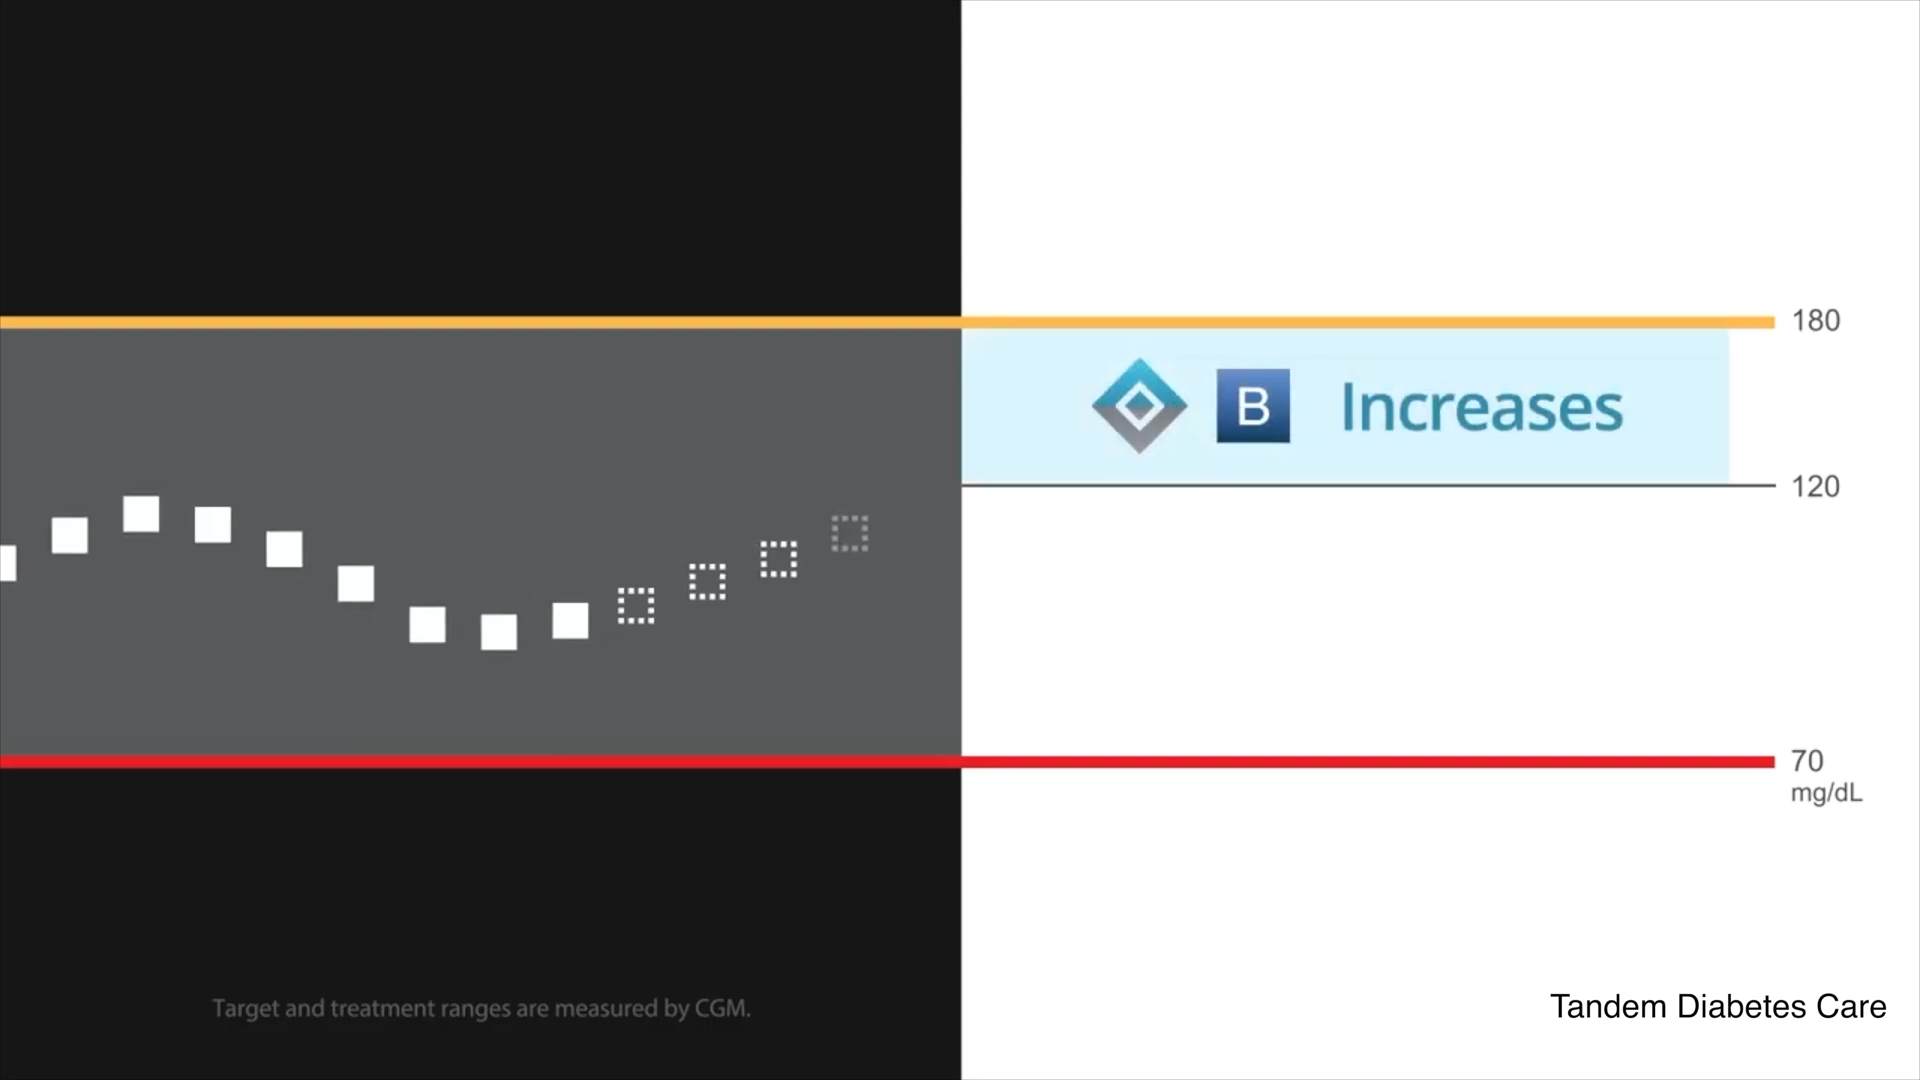 180
B Increases
120
70
mg/dL
Target and treatment ranges are measured by CGM.
Tandem Diabetes Care